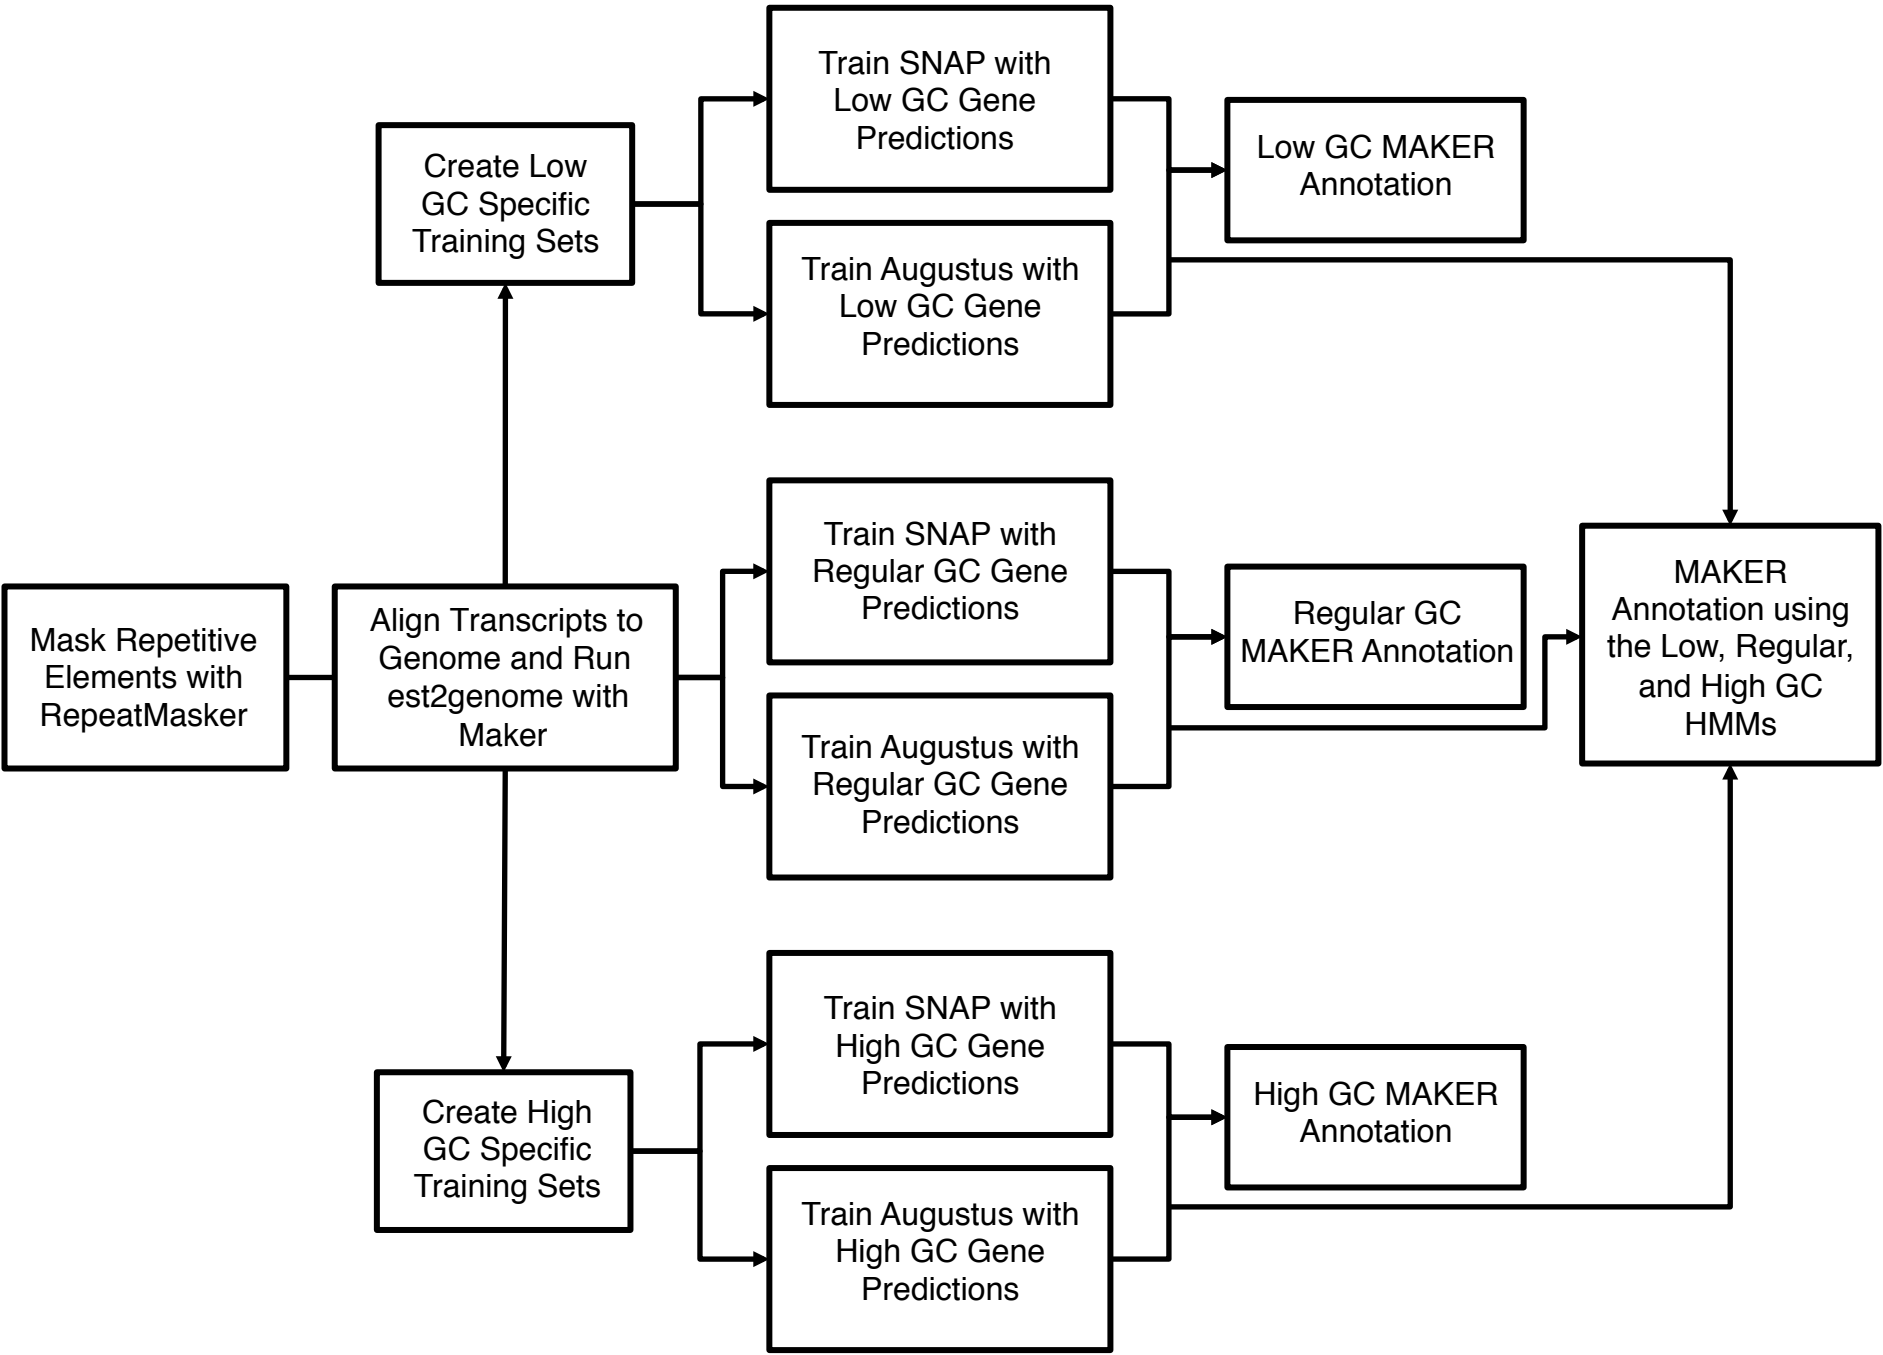 Train SNAP with
Low GC Gene
Predictions
Low GC MAKER
Annotation
Create Low
GC Specific
Training Sets
Train Augustus with
Low GC Gene
Predictions
Train SNAP with
Regular GC Gene
Predictions
Mask Repetitive
Elements with
RepeatMasker
Align Transcripts to
Genome and Run
est2genome with
Maker
Regular GC
MAKER Annotation
MAKER
Annotation using
the Low, Regular,
and High GC
HMMs
Train Augustus with
Regular GC Gene
Predictions
Train SNAP with
High GC Gene
Predictions
Create High
GC Specific
Training Sets
High GC MAKER
Annotation
Train Augustus with
High GC Gene
Predictions